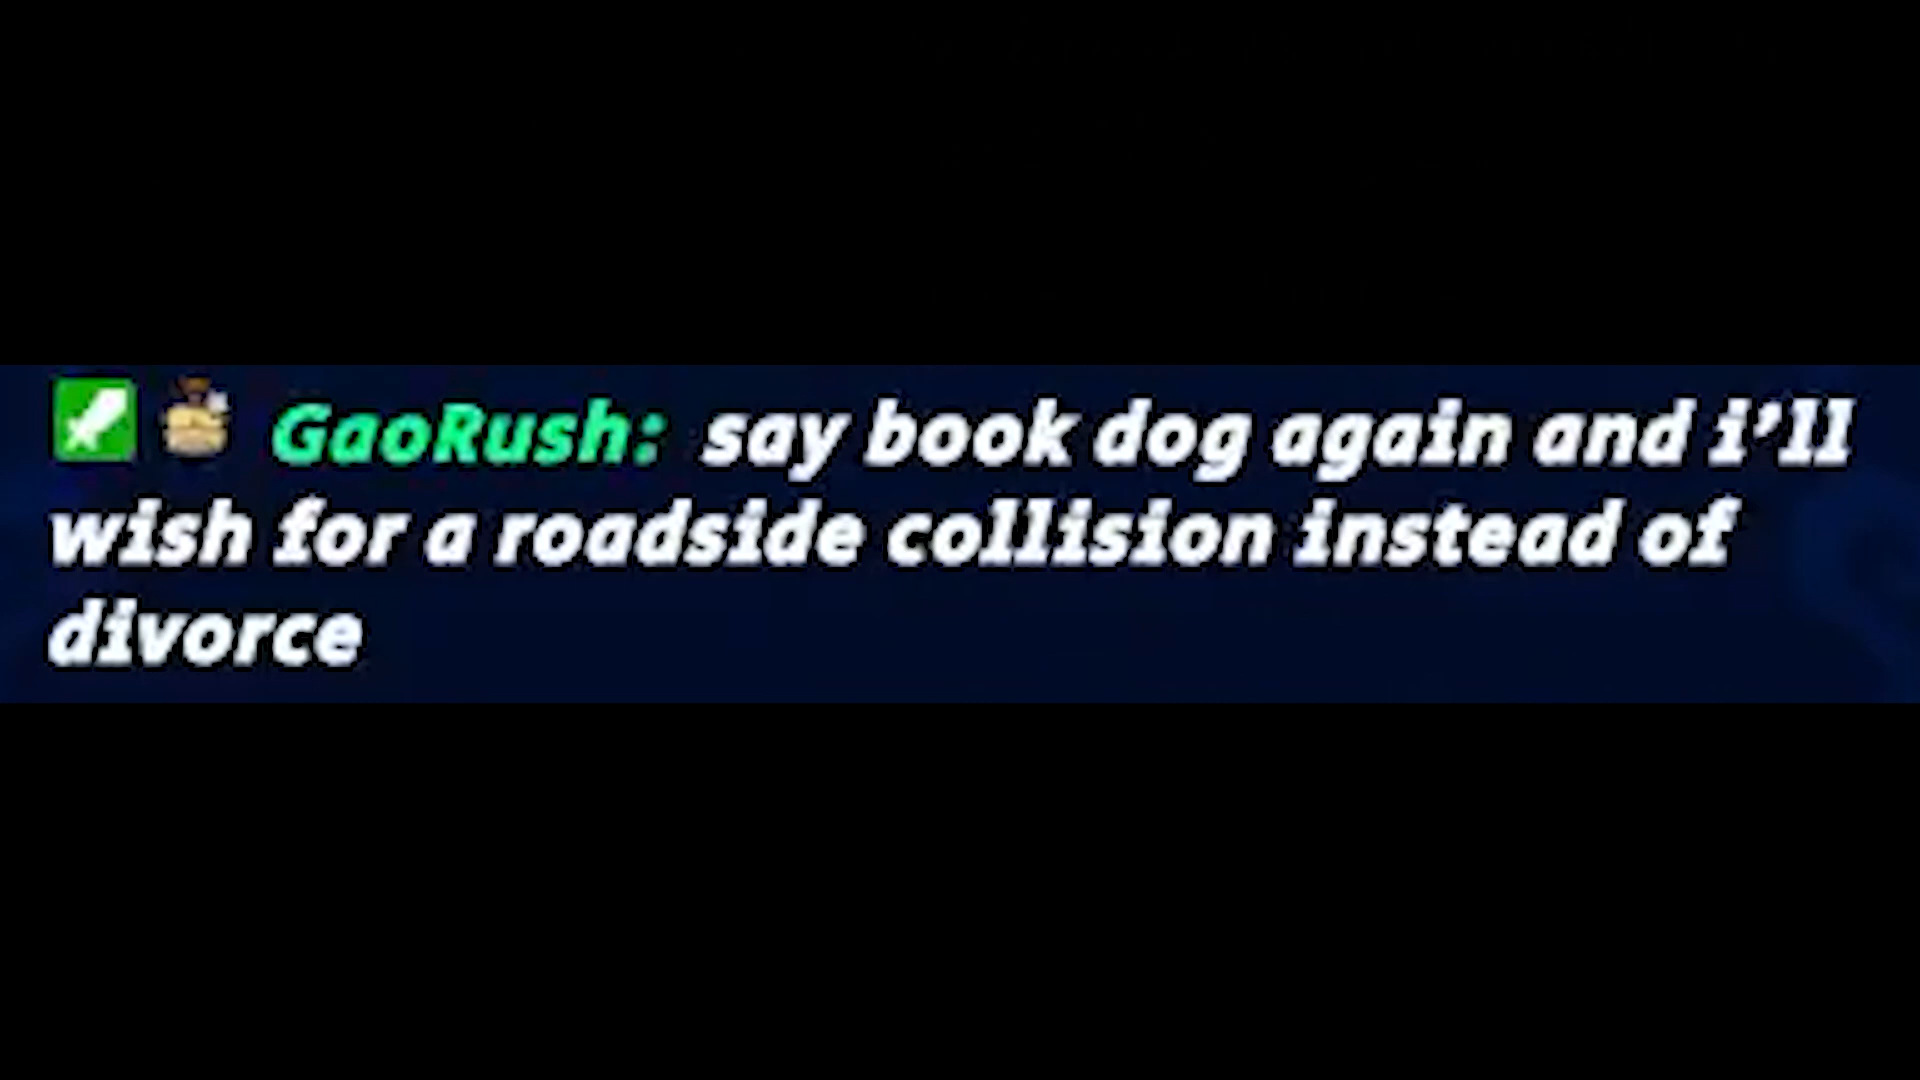 GaoRush: say book dog again and i’ll
wish for a roadside collision instead of
divorce